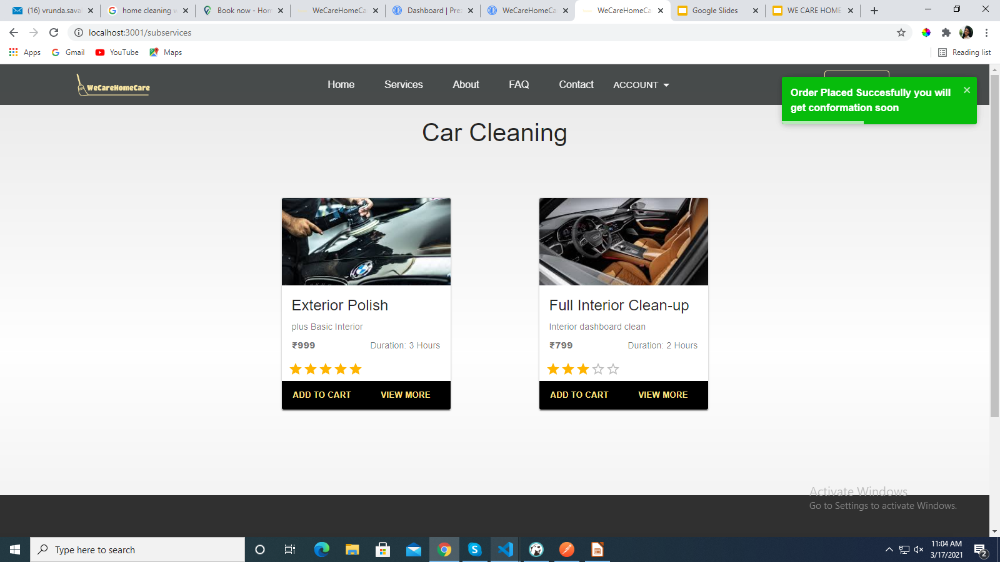 (16) vrunda.sava
home cleaning w
Book now - Hom
WeCareHomeCa
Dashboard | Prez
WeCareHomeCa
WeCareHomeCa
Google Slides
WE CARE HOME
localhost:3001/subservices
Apps
Gmail
YouTube
Maps
Reading list
WeCareHomeCare
Home
Services
About
FAQ
Contact
ACCOUNT
Order Placed Succesfully you will
get conformation soon
Car Cleaning
Exterior Polish
plus Basic Interior
₹999
Duration: 3 Hours
ADD TO CART
VIEW MORE
Full Interior Clean-up
Interior dashboard clean
₹799
Duration: 2 Hours
ADD TO CART
VIEW MORE
Activate Windows
Go to Settings to activate Windows.
Type here to search
11:04 AM
3/17/2021
2